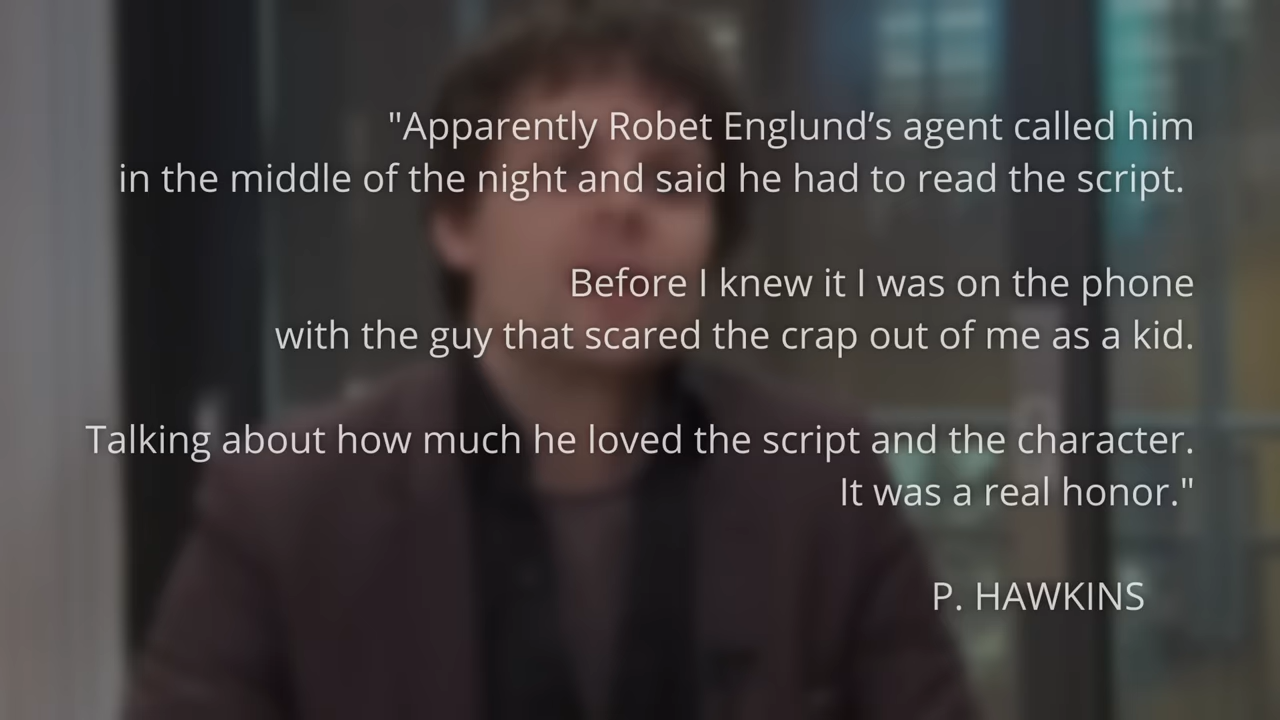 "Apparently Robet Englund’s agent called him
in the middle of the night and said he had to read the script.
Before I knew it I was on the phone
with the guy that scared the crap out of me as a kid.
Talking about how much he loved the script and the character.
It was a real honor."
P. HAWKINS